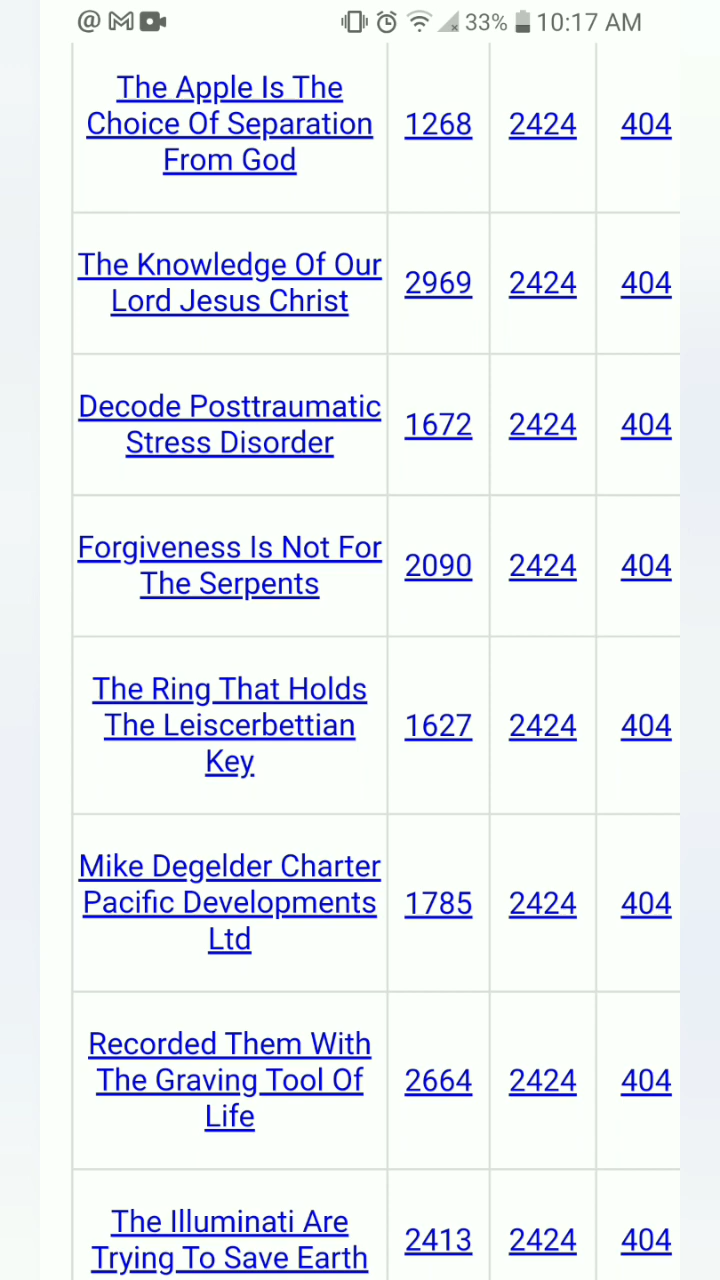 33% 10:17 AM
The Apple Is The
Choice Of Separation
From God
1268 2424 404
The Knowledge Of Our
Lord Jesus Christ
2969 2424 404
Decode Posttraumatic
Stress Disorder
1672 2424 404
Forgiveness Is Not For
The Serpents
2090 2424 404
The Ring That Holds
The Leiscerbettian
Key
1627 2424 404
Mike Degelder Charter
Pacific Developments
Ltd
1785 2424 404
Recorded Them With
The Graving Tool Of
Life
2664 2424 404
The Illuminati Are
Trying To Save Earth
2413 2424 404